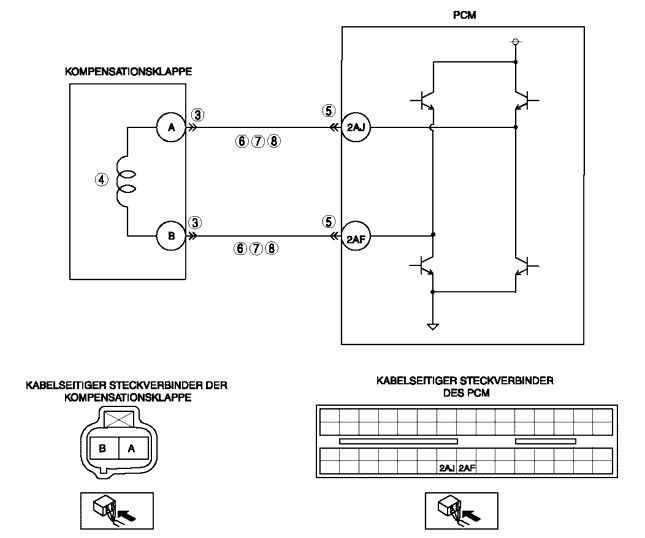 PCM
KOMPENSATIONSKLAPPE
③ ⑤
A 2AJ
⑥⑦⑧
④
③ ⑤
B 2AF
⑥⑦⑧
KABELSEITIGER STECKVERBINDER DER
KOMPENSATIONSKLAPPE
KABELSEITIGER STECKVERBINDER
DES PCM
B A
2AJ 2AF